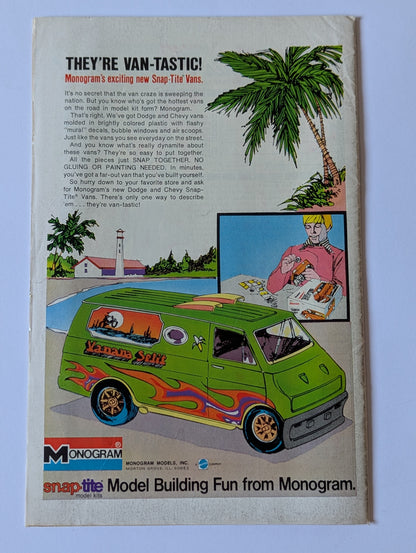 THEY'RE VAN-TASTIC!
Monogram's exciting new Snap-Tite® Vans.
It's no secret that the van craze is sweeping the
nation. But you know who's got the hottest vans
on the road in model kit form? Monogram.
That's right. We've got Dodge and Chevy vans
molded in brightly colored plastic with flashy
"mural" decals, bubble windows and air scoops.
Just like the vans you see everyday on the street.
And you know what's really dynamite about
these vans? They're so easy to put together.
All the pieces just SNAP TOGETHER, NO
GLUING OR PAINTING NEEDED. In minutes,
you've got a far-out van that you've built yourself.
So hurry down to your favorite store and ask
for Monogram's new Dodge and Chevy Snap-
Tite® Vans. There's only one way to describe
'em . . . they're van-tastic!
Vanana Split
MONOGRAM®
MONOGRAM MODELS, INC.
MORTON GROVE, ILL. 60053
snap-tite
model kits
Model Building Fun from Monogram.